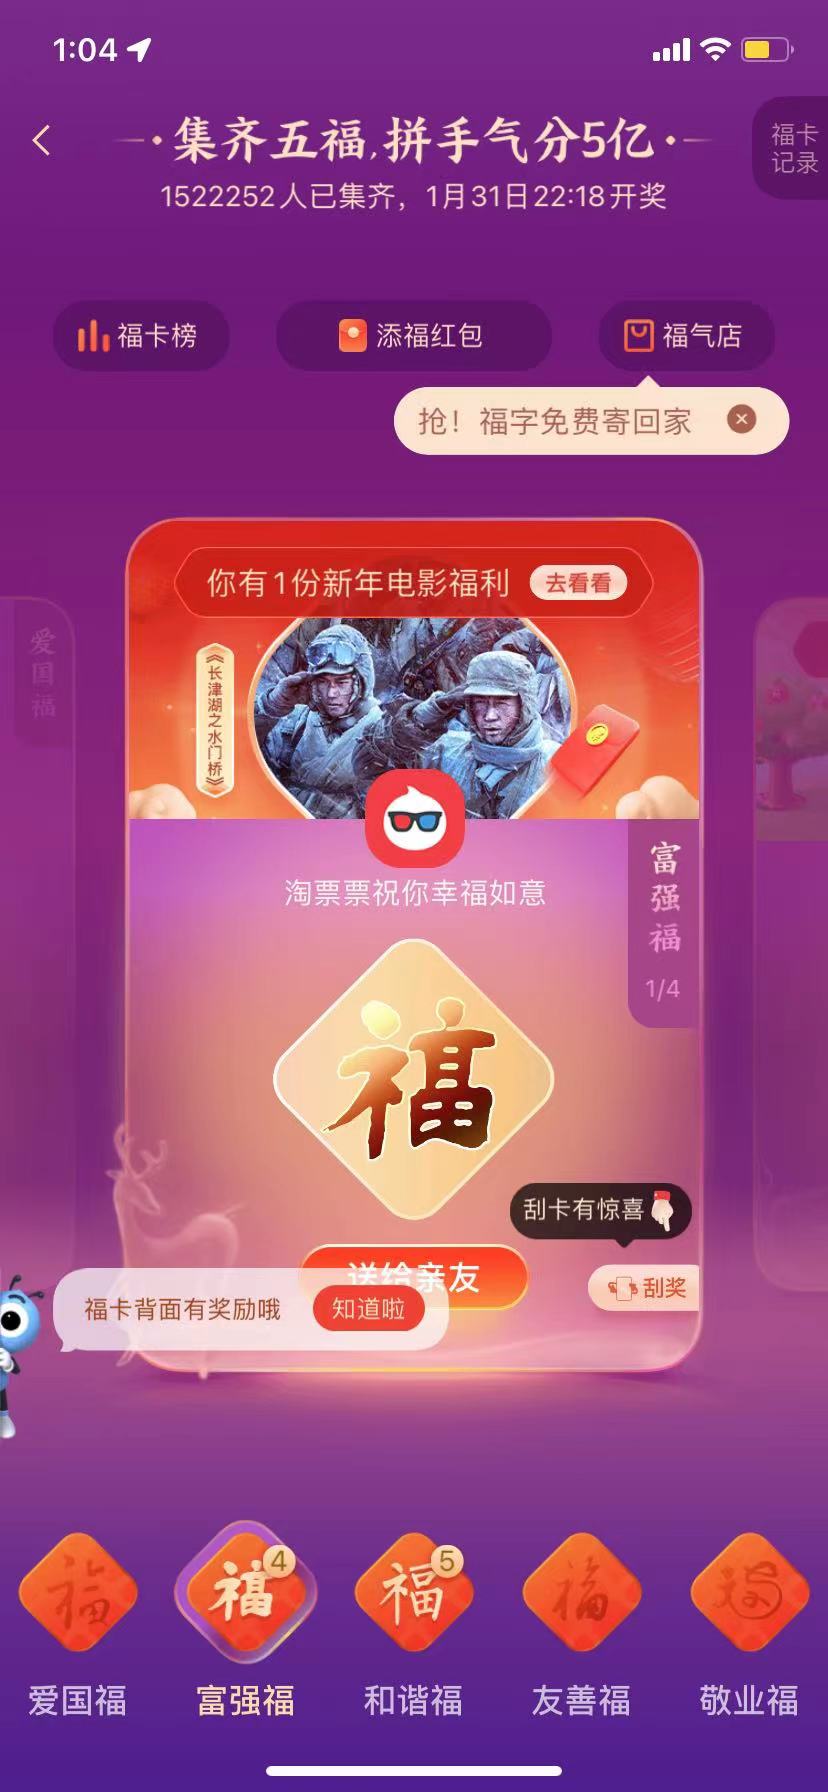 1:04
集齐五福,拼手气分5亿
1522252人已集齐，1月31日22:18开奖
福卡
记录
福卡榜
添福红包
福气店
抢！福字免费寄回家
你有1份新年电影福利
去看看
《长津湖之水门桥》
爱国福
淘票票祝你幸福如意
富强福
1/4
福
刮卡有惊喜
送给亲友
刮奖
福卡背面有奖励哦
知道啦
福
福
4
福
5
福
福
爱国福
富强福
和谐福
友善福
敬业福